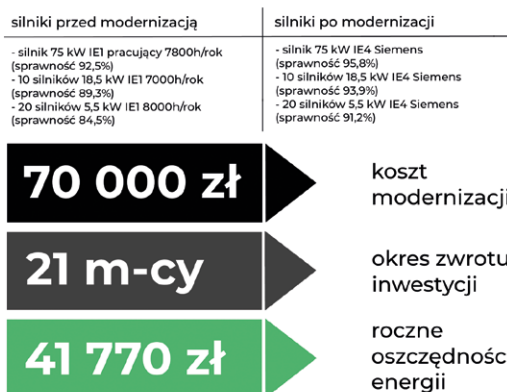 silniki przed modernizacją
- silnik 75 kW IE1 pracujący 7800h/rok
(sprawność 92,5%)
- 10 silników 18,5 kW IE1 7000h/rok
(sprawność 89,3%)
- 20 silników 5,5 kW IE1 8000h/rok
(sprawność 84,5%)
silniki po modernizacji
- silnik 75 kW IE4 Siemens
(sprawność 95,8%)
- 10 silników 18,5 kW IE4 Siemens
(sprawność 93,9%)
- 20 silników 5,5 kW IE4 Siemens
(sprawność 91,2%)
70 000 zł
koszt
modernizacji
21 m-cy
okres zwrotu
inwestycji
41 770 zł
roczne
oszczędnośc
energii